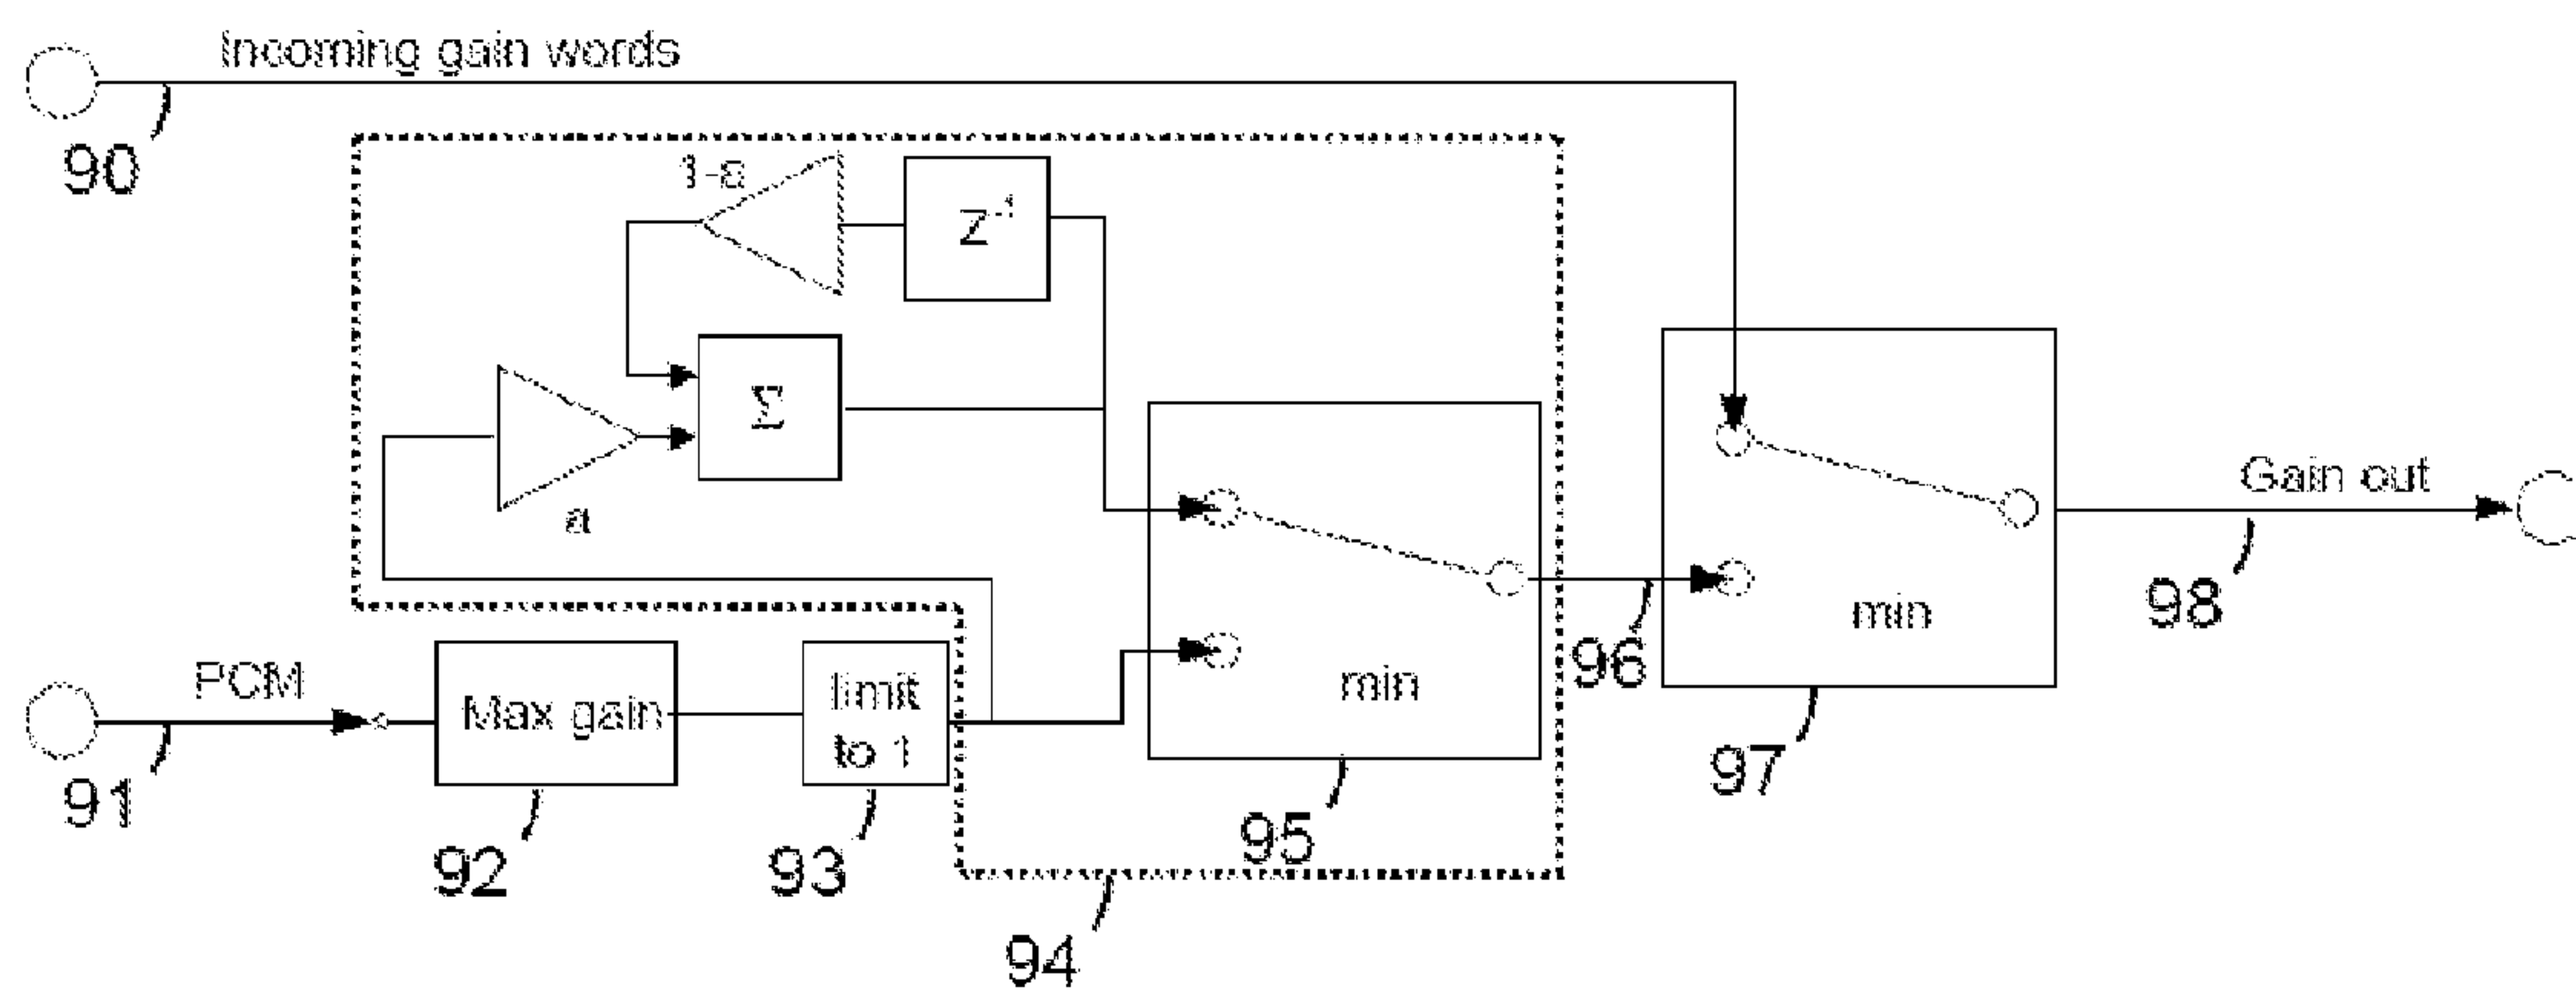 Incoming gain words
90
1-a
Z-1
Σ
a
Gain out
98
PCM
91
Max gain
92
limit
to 1
93
min
95
96
min
97
94